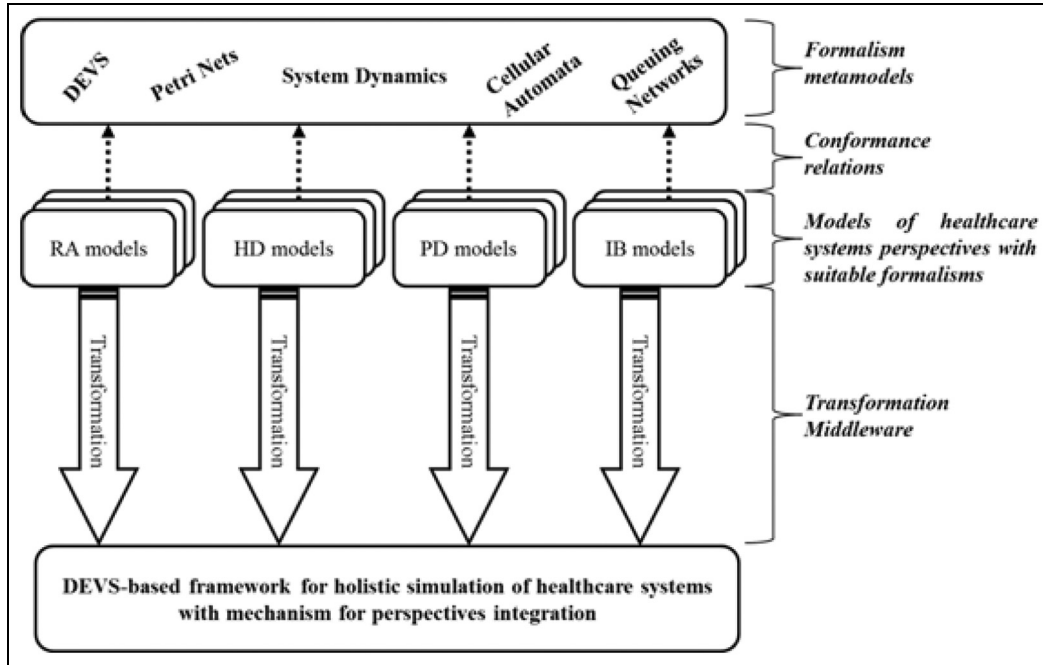 DEVS
Petri Nets
System Dynamics
Cellular
Automata
Queuing
Networks
Formalism
metamodels
Conformance
relations
RA models
HD models
PD models
IB models
Models of healthcare
systems perspectives with
suitable formalisms
Transformation
Transformation
Transformation
Transformation
Transformation
Middleware
DEVS-based framework for holistic simulation of healthcare systems
with mechanism for perspectives integration